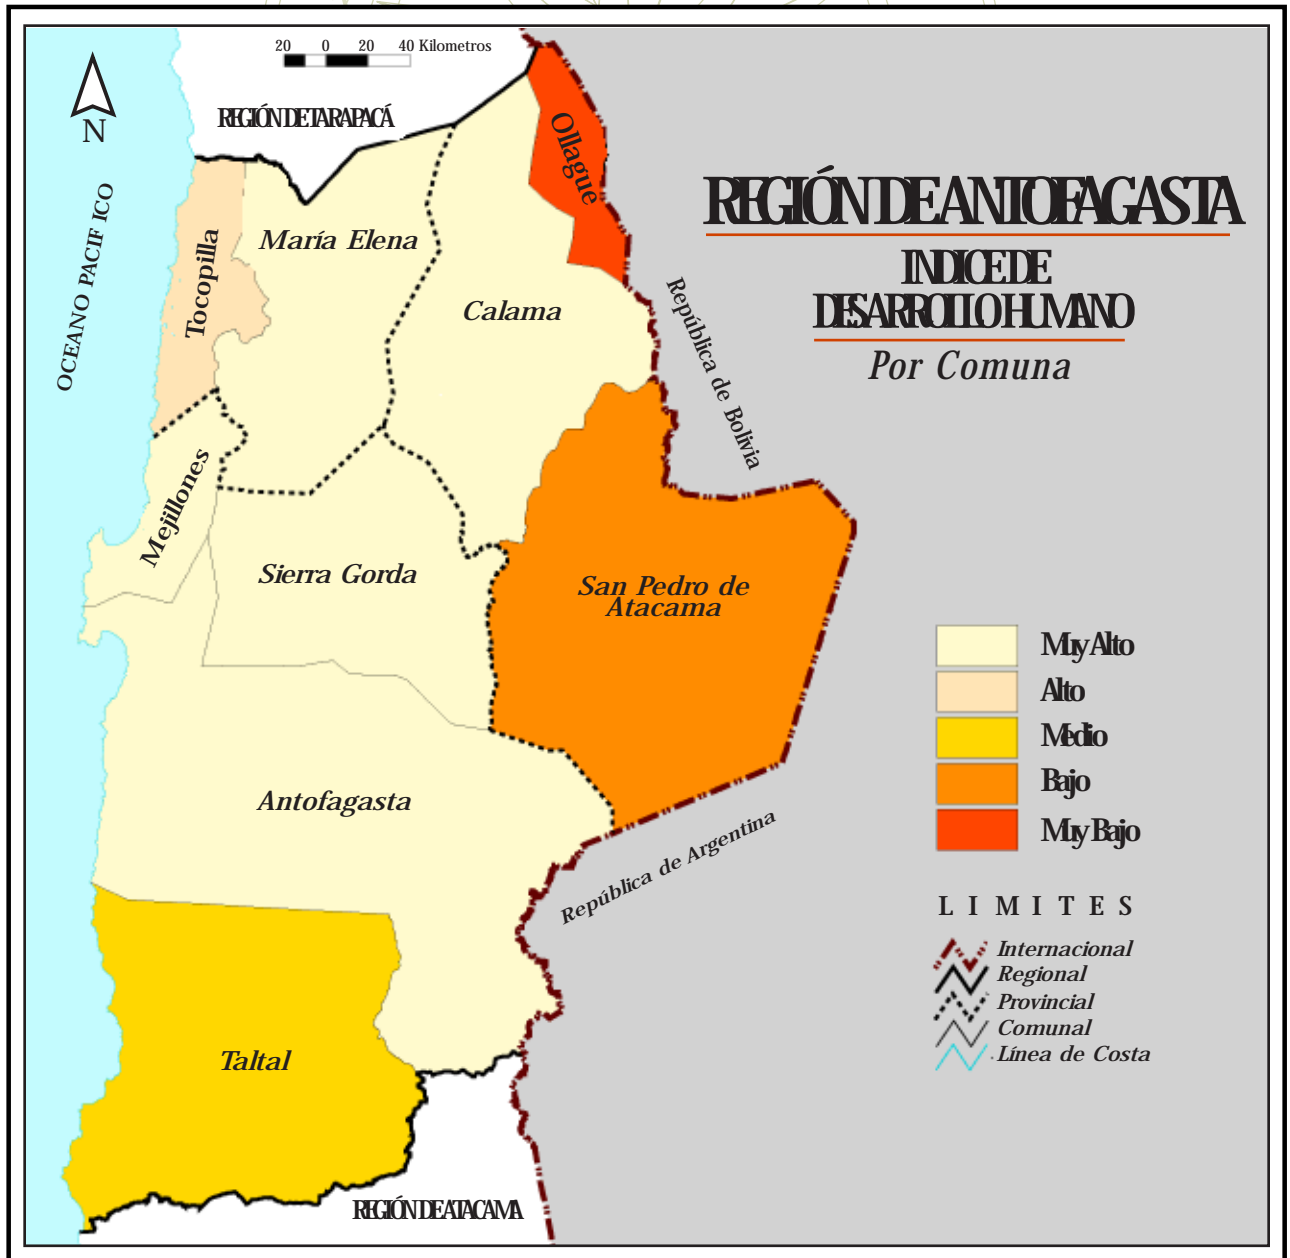 20 0 20 40 Kilometros
N
REGIÓN DE TARAPACÁ
OCEANO PACIF ICO
Tocopilla
María Elena
Ollague
Calama
REGIÓN DE ANTOFAGASTA
INDICE DE
DESARROLLO HUMANO
Por Comuna
República de Bolivia
Mejillones
Sierra Gorda
San Pedro de
Atacama
Antofagasta
República de Argentina
Taltal
REGIÓN DE ATACAMA
Muy Alto
Alto
Medio
Bajo
Muy Bajo
LIMITES
Internacional
Regional
Provincial
Comunal
Línea de Costa